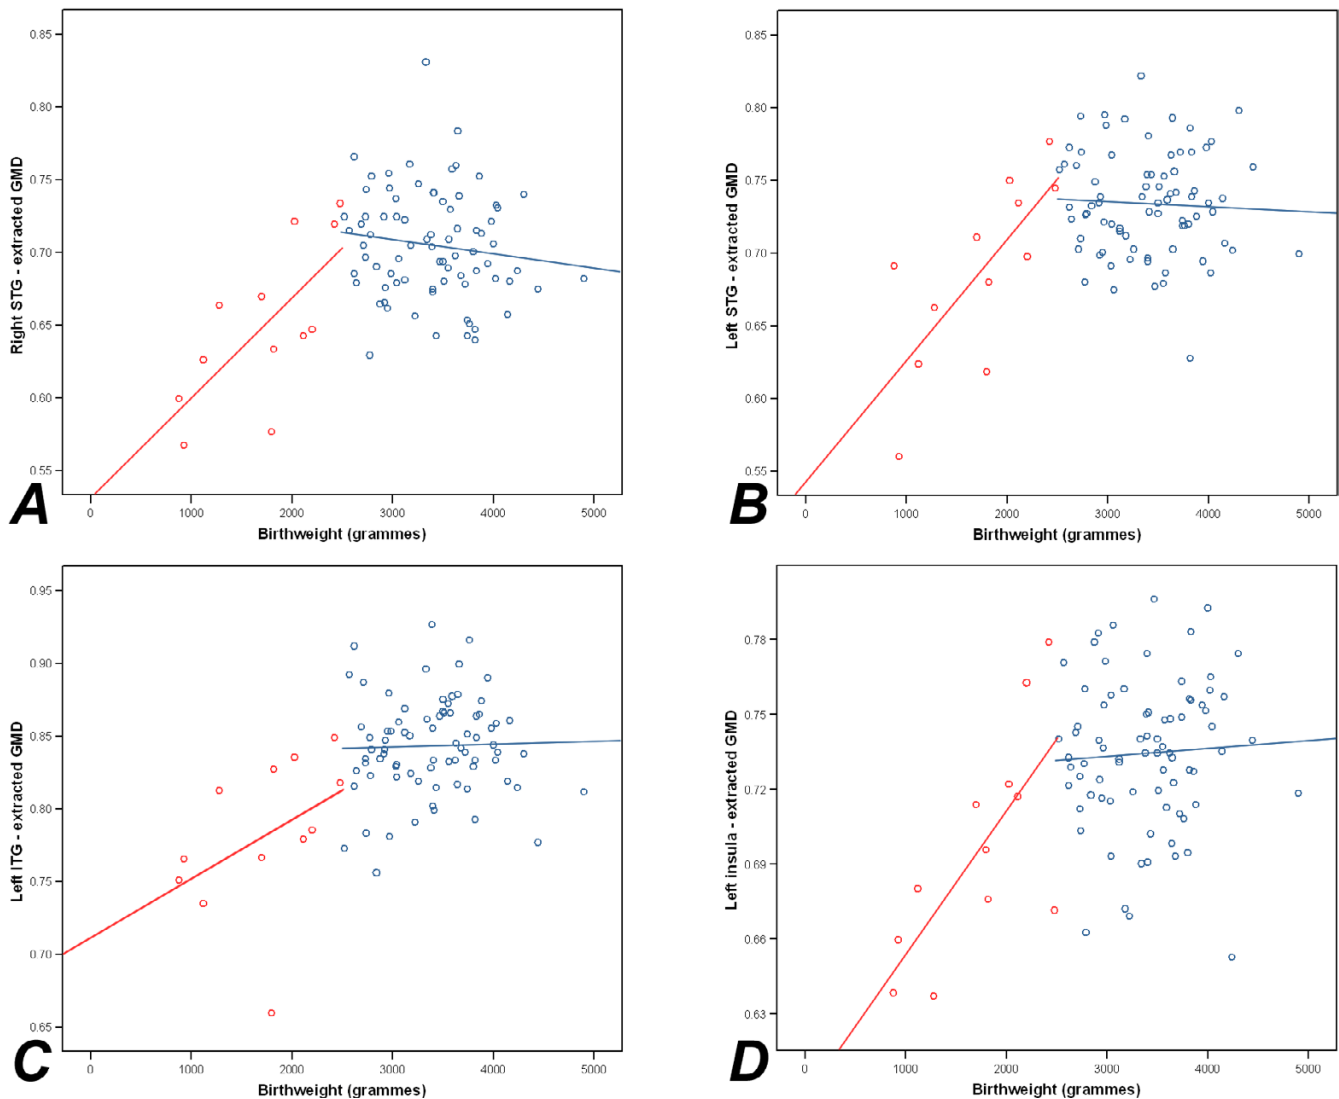 0.85
0.80
0.75
0.70
0.65
0.60
0.55
Right STG - extracted GMD
0 1000 2000 3000 4000 5000
Birthweight (grammes)
A
0.85
0.80
0.75
0.70
0.65
0.60
0.55
Left STG - extracted GMD
0 1000 2000 3000 4000 5000
Birthweight (grammes)
B
0.95
0.90
0.85
0.80
0.75
0.70
0.65
Left ITG - extracted GMD
0 1000 2000 3000 4000 5000
Birthweight (grammes)
C
0.78
0.75
0.72
0.69
0.66
0.63
Left insula - extracted GMD
0 1000 2000 3000 4000 5000
Birthweight (grammes)
D